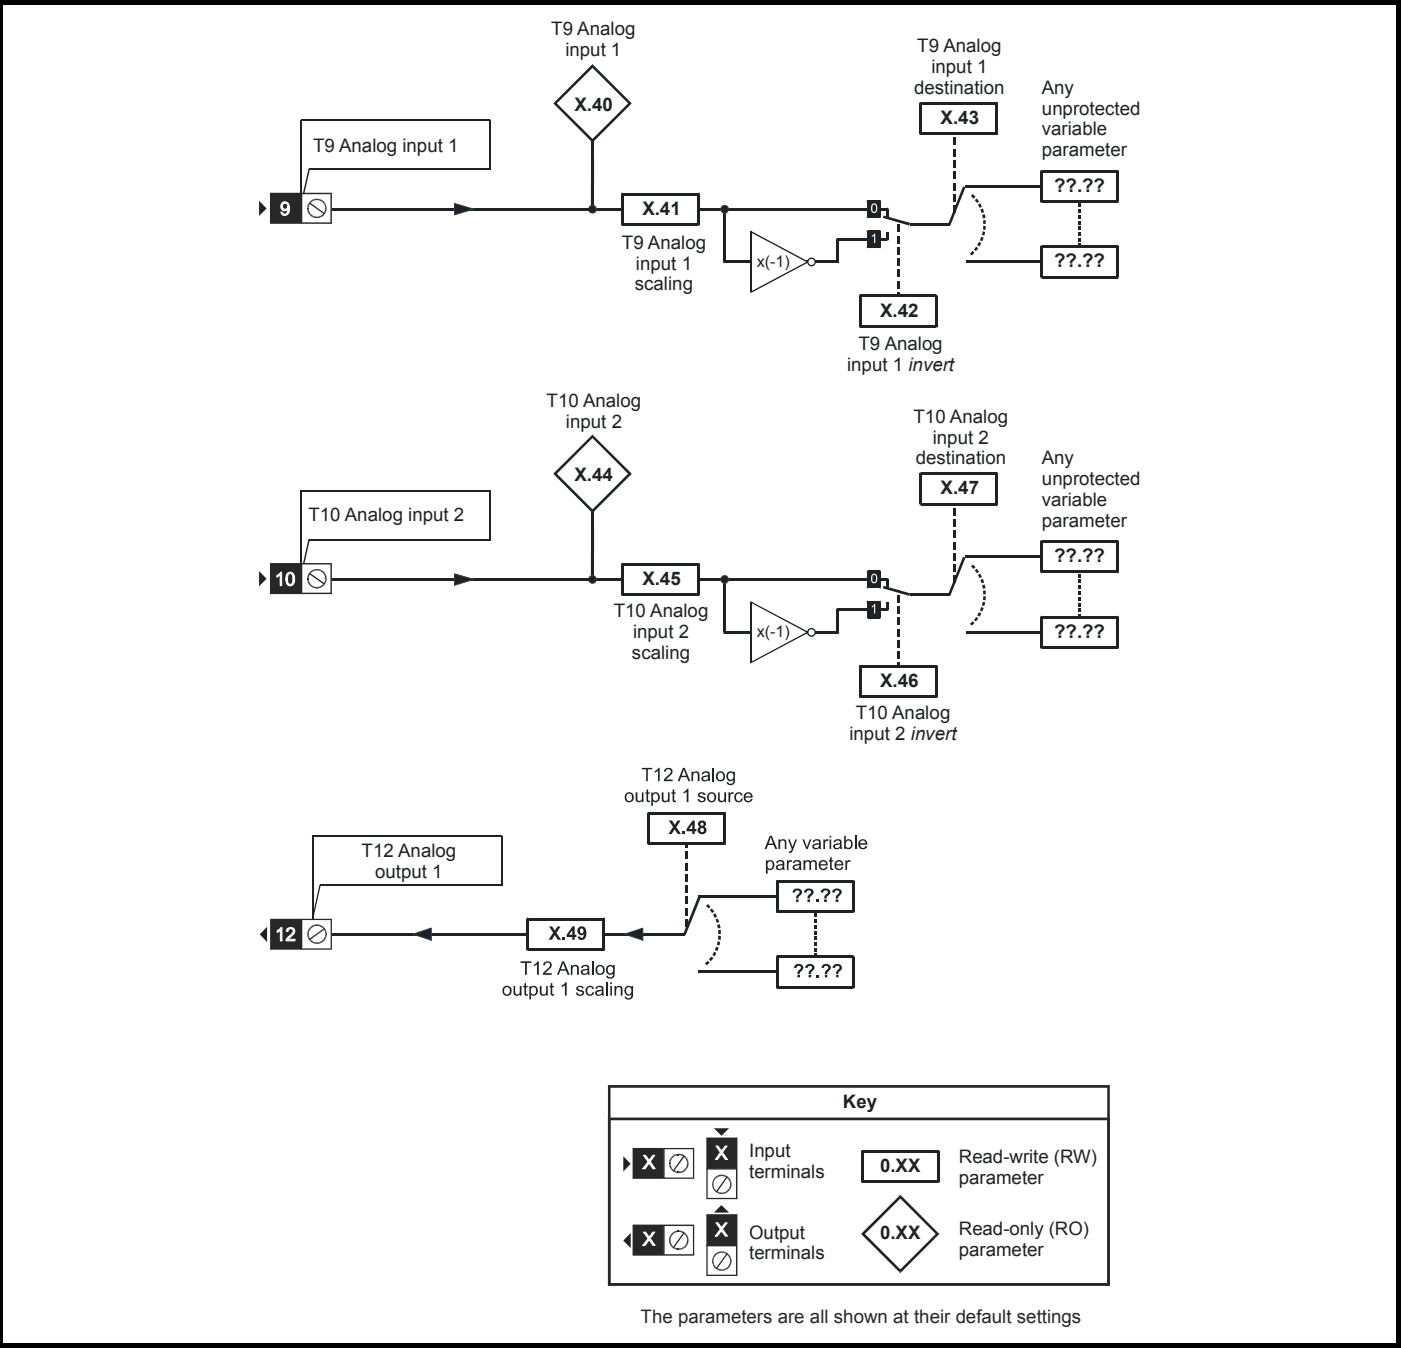 T9 Analog
input 1
X.40
T9 Analog input 1
9
X.41
T9 Analog
input 1
scaling
x(-1)
0
1
X.42
T9 Analog
input 1 invert
T9 Analog
input 1
destination
X.43
Any
unprotected
variable
parameter
??.??
??.??
T10 Analog
input 2
X.44
T10 Analog input 2
10
X.45
T10 Analog
input 2
scaling
x(-1)
0
1
X.46
T10 Analog
input 2 invert
T10 Analog
input 2
destination
X.47
Any
unprotected
variable
parameter
??.??
??.??
T12 Analog
output 1 source
X.48
Any variable
parameter
??.??
??.??
T12 Analog
output 1
12
X.49
T12 Analog
output 1 scaling
Key
X
X
Input
terminals
0.XX
Read-write (RW)
parameter
X
X
Output
terminals
0.XX
Read-only (RO)
parameter
The parameters are all shown at their default settings